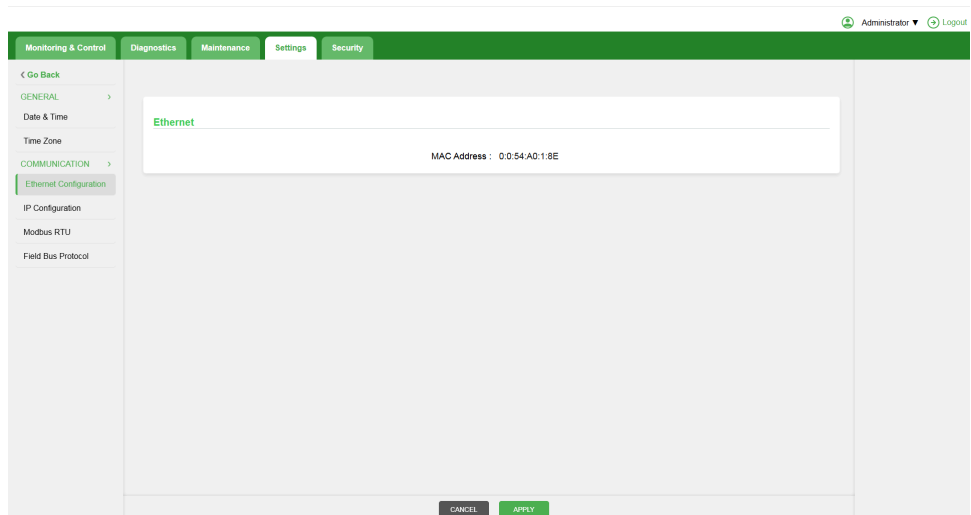 Administrator ▼ Logout
Monitoring & Control Diagnostics Maintenance Settings Security
Go Back
GENERAL
Date & Time
Time Zone
COMMUNICATION
Ethernet Configuration
IP Configuration
Modbus RTU
Field Bus Protocol
Ethernet
MAC Address : 0:0:54:A0:1:8E
CANCEL APPLY